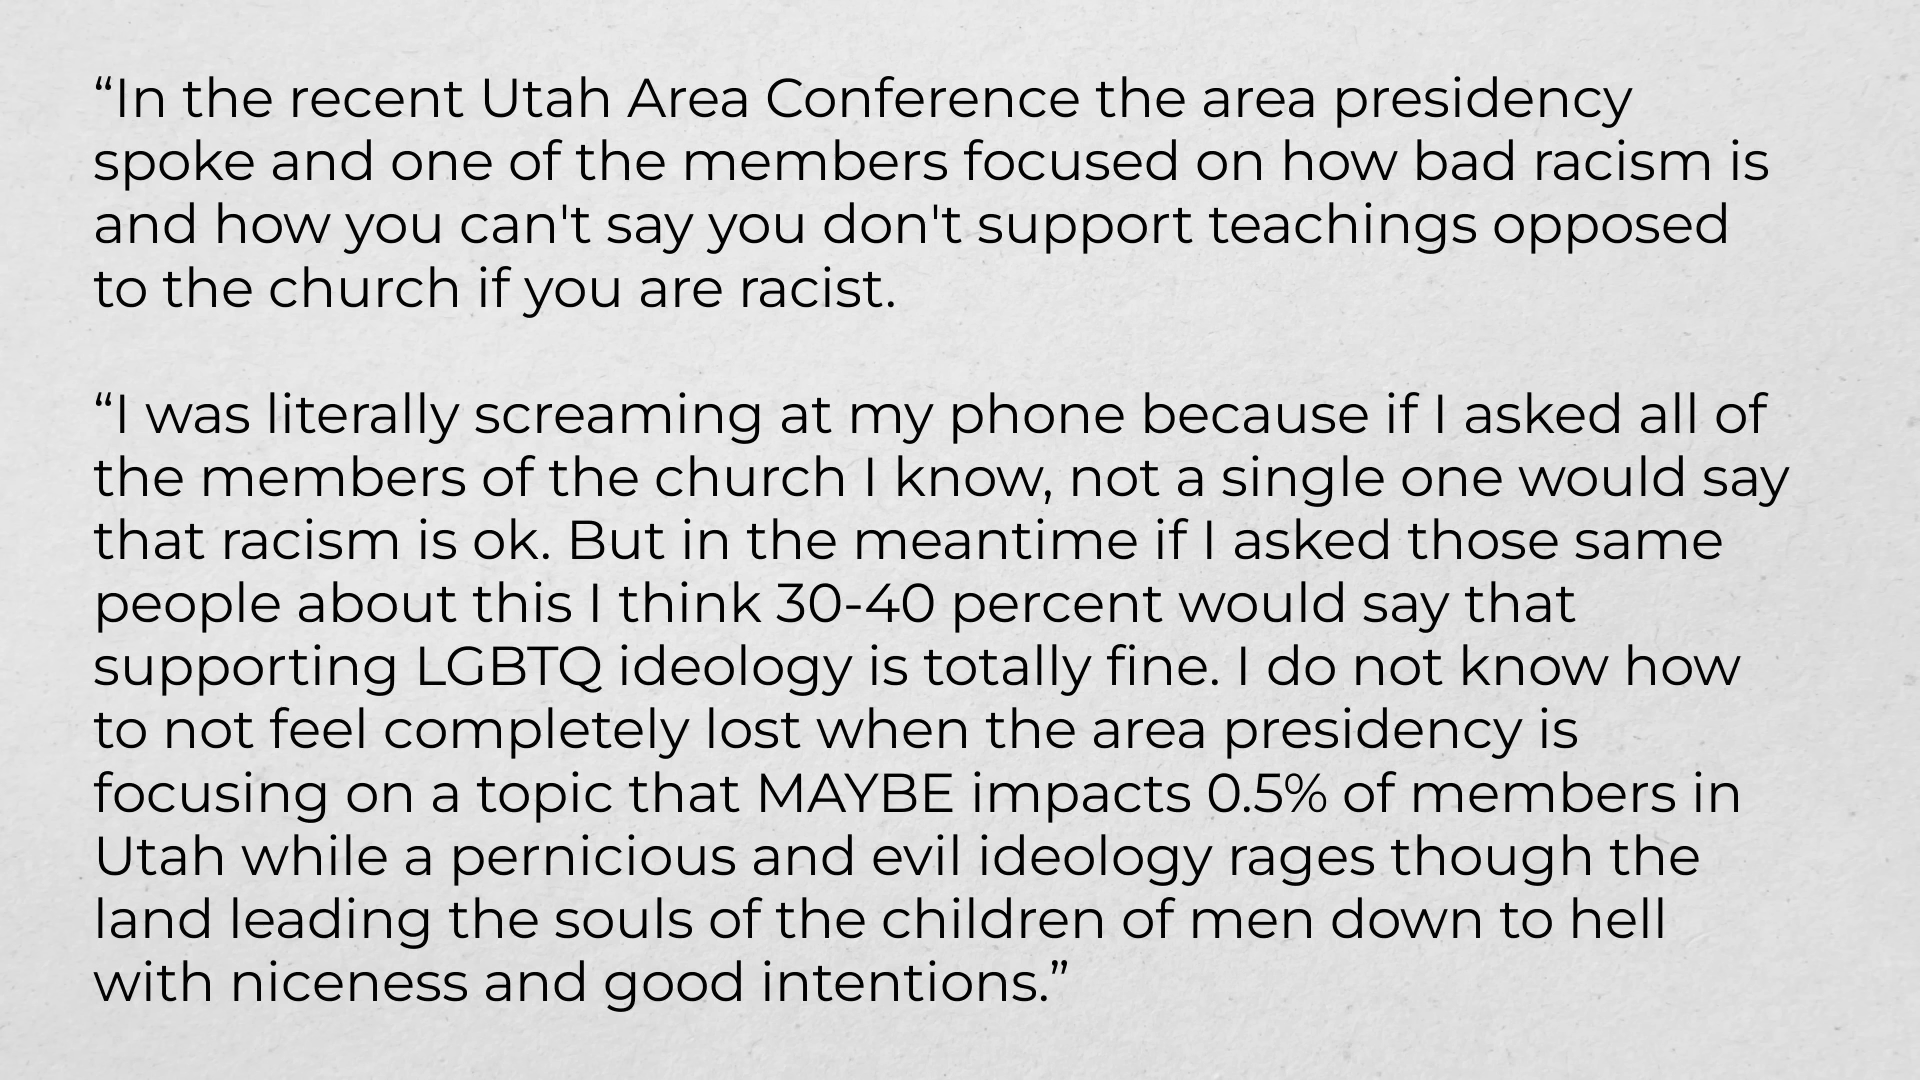 “In the recent Utah Area Conference the area presidency
spoke and one of the members focused on how bad racism is
and how you can't say you don't support teachings opposed
to the church if you are racist.
“I was literally screaming at my phone because if I asked all of
the members of the church I know, not a single one would say
that racism is ok. But in the meantime if I asked those same
people about this I think 30-40 percent would say that
supporting LGBTQ ideology is totally fine. I do not know how
to not feel completely lost when the area presidency is
focusing on a topic that MAYBE impacts 0.5% of members in
Utah while a pernicious and evil ideology rages though the
land leading the souls of the children of men down to hell
with niceness and good intentions.”